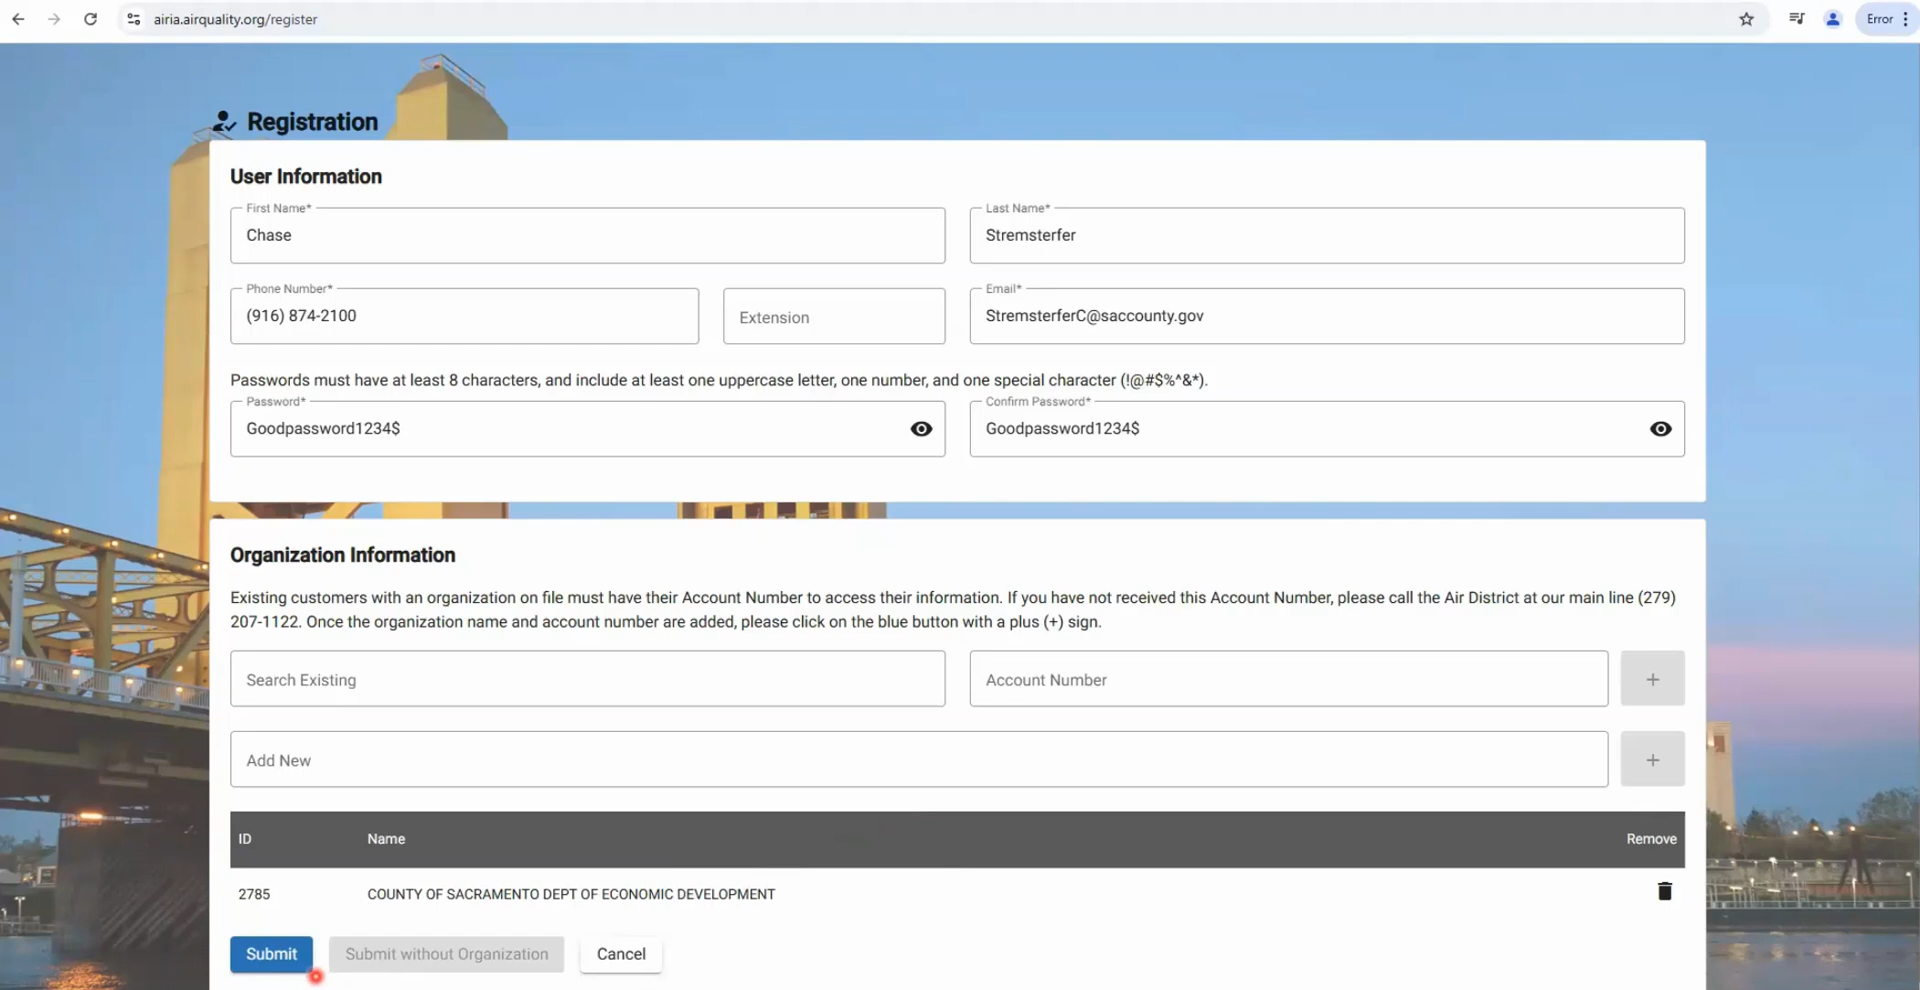 airia.airquality.org/register
Error
Registration
User Information
First Name*
Last Name*
Chase
Stremsterfer
Phone Number*
Email*
(916) 874-2100
Extension
StremsterferC@saccounty.gov
Passwords must have at least 8 characters, and include at least one uppercase letter, one number, and one special character (!@#$%^&*).
Password*
Confirm Password*
Goodpassword1234$
Goodpassword1234$
Organization Information
Existing customers with an organization on file must have their Account Number to access their information. If you have not received this Account Number, please call the Air District at our main line (279)
207-1122. Once the organization name and account number are added, please click on the blue button with a plus (+) sign.
Search Existing
Account Number
+
Add New
+
ID
Name
Remove
2785
COUNTY OF SACRAMENTO DEPT OF ECONOMIC DEVELOPMENT
Submit
Submit without Organization
Cancel